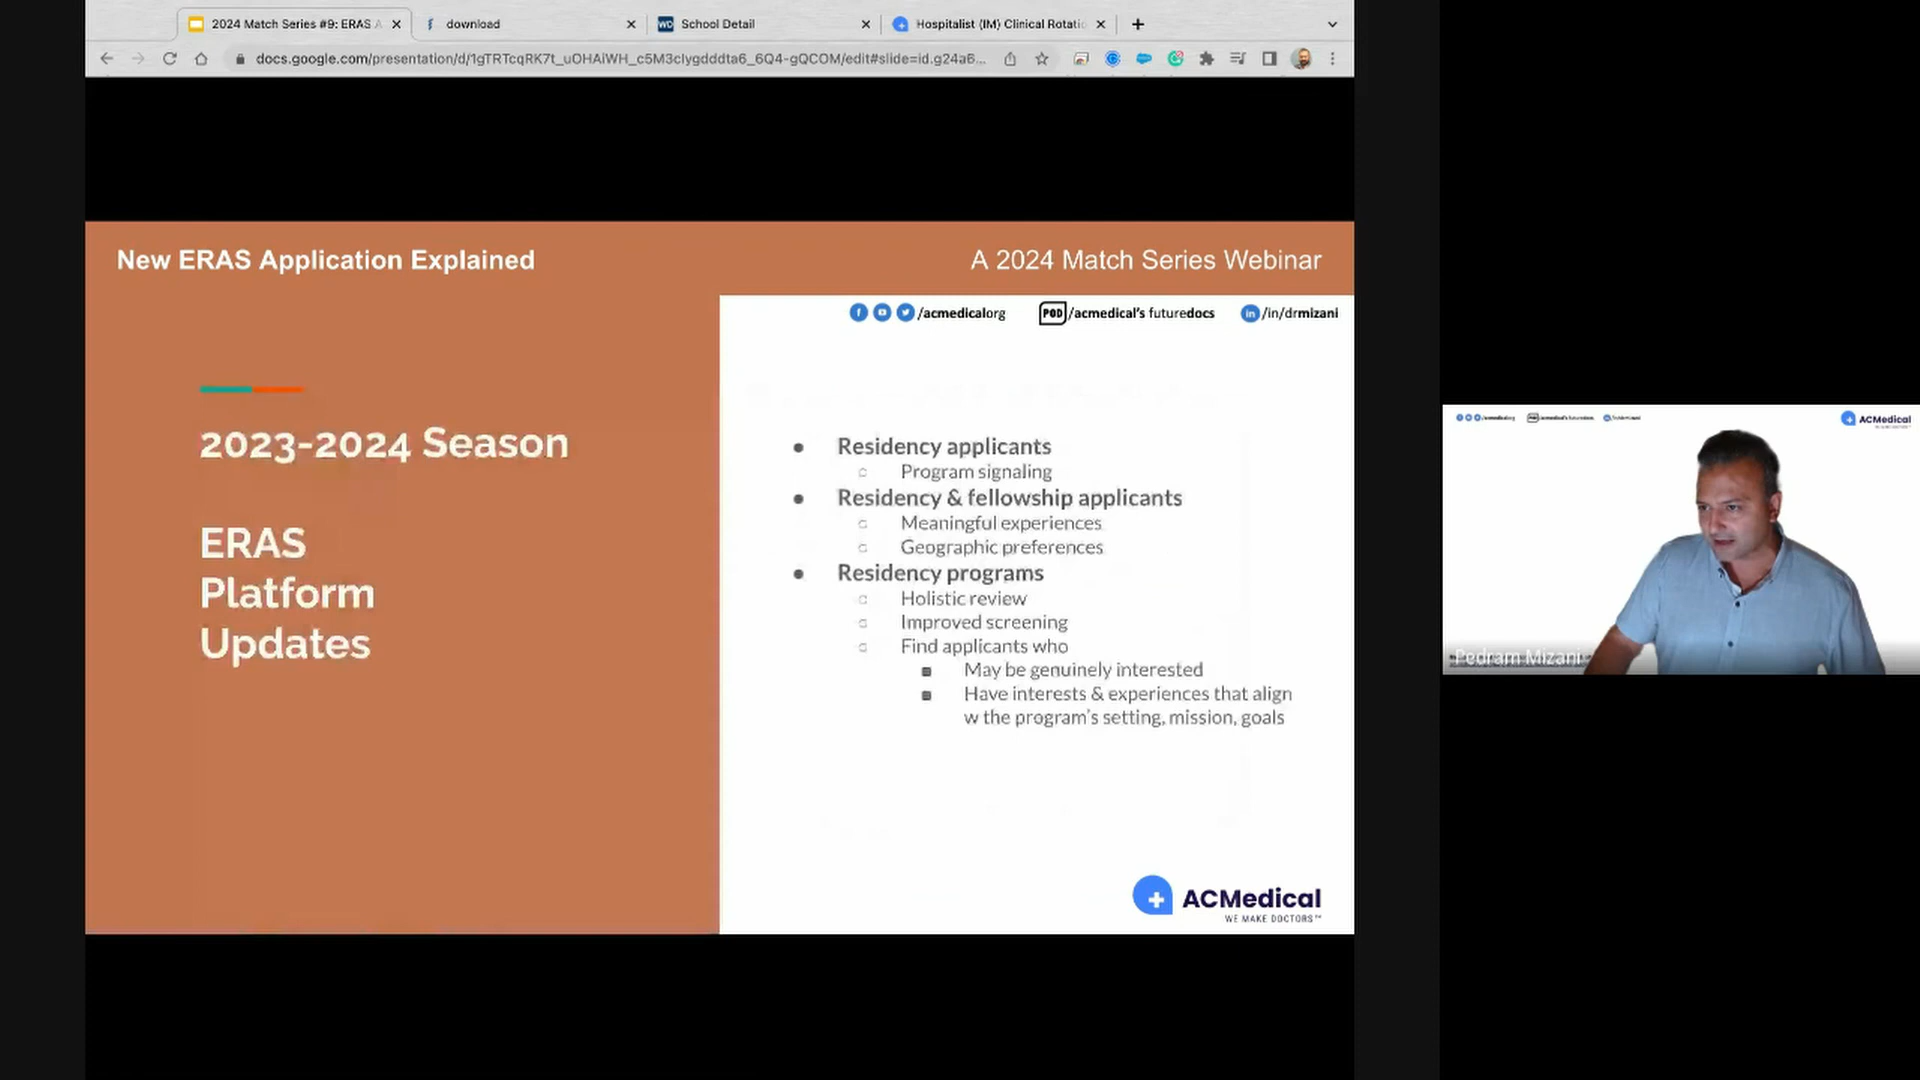 2024 Match Series #9: ERAS A
download
School Detail
Hospitalist (IM) Clinical Rotatio
docs.google.com/presentation/d/1gTRTcqRK7t_uOHAiWH_c5M3cIygdddta6_6Q4-gQCOM/edit#slide=id.g24a6...
New ERAS Application Explained
A 2024 Match Series Webinar
/acmedicalorg
POD /acmedical's futuredocs
in /in/drmizani
2023-2024 Season
ERAS
Platform
Updates
Residency applicants
Program signaling
Residency & fellowship applicants
Meaningful experiences
Geographic preferences
Residency programs
Holistic review
Improved screening
Find applicants who
May be genuinely interested
Have interests & experiences that align
w the program's setting, mission, goals
ACMedical
WE MAKE DOCTORS™
ACMedical
Pedram Mizani